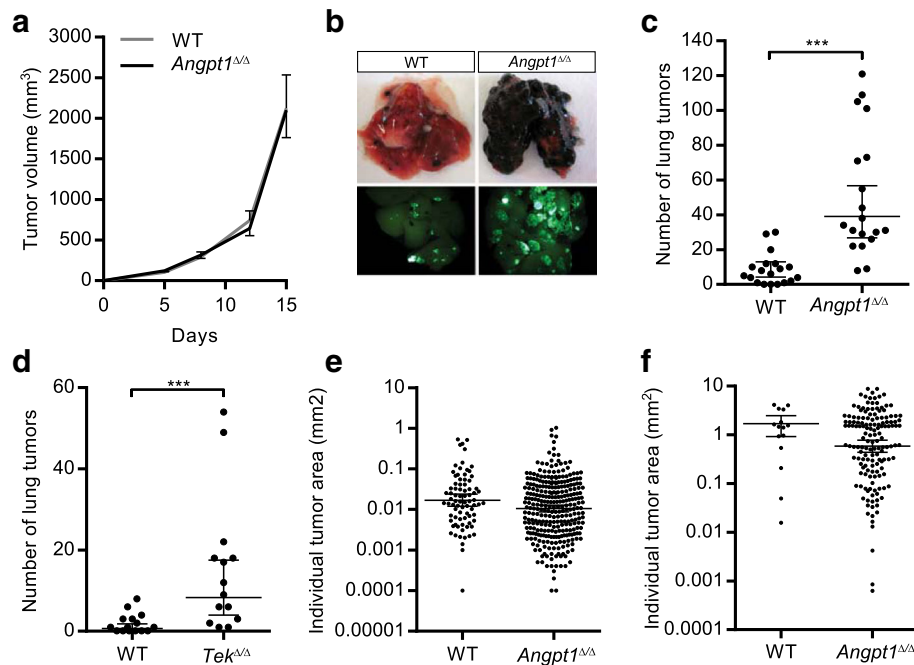 a
WT
Angpt1Δ/Δ
Tumor volume (mm3)
3000
2500
2000
1500
1000
500
0
0 5 10 15
Days
b
WT Angpt1Δ/Δ
c
***
Number of lung tumors
140
120
100
80
60
40
20
0
WT Angpt1Δ/Δ
d
***
Number of lung tumors
60
40
20
0
WT TekΔ/Δ
e
Individual tumor area (mm2)
10
1
0.1
0.01
0.001
0.0001
0.00001
WT Angpt1Δ/Δ
f
Individual tumor area (mm2)
10
1
0.1
0.01
0.001
0.0001
WT Angpt1Δ/Δ